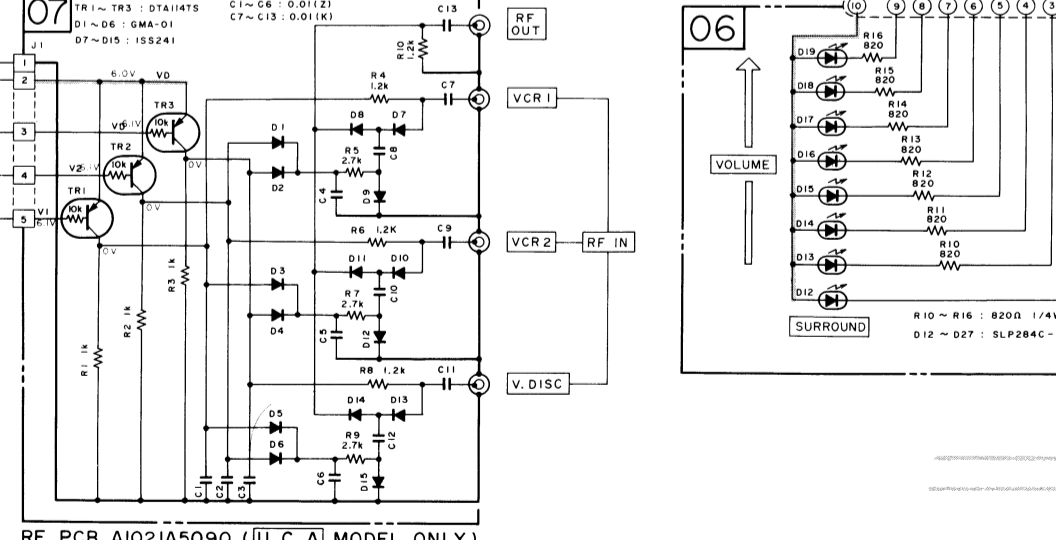 07
TR1~TR3 : DTA114TS
D1~D6 : GMA-01
D7~D15 : ISS241
C1~C6 : 0.01(Z)
C7~C13 : 0.01(K)
J1
1
2
3
4
5
6.0V VD
TR3
10k
VD 6.1V
TR2
10k
V2 6.1V
TR1
10k
V1
6.1V
0V
0V
0V
R1 1k
R2 1k
R3 1k
C1
C2
C3
C13
R10
1.2k
RF
OUT
R4
1.2k
C7
VCR 1
D8
D7
D1
R5
2.7k
C8
D2
C4
D9
R6 1.2K
C9
VCR 2
RF IN
D11
D10
D3
R7
2.7k
C10
D4
C5
D12
R8 1.2k
C11
V. DISC
D14
D13
D5
D6
R9
2.7k
C12
C6
D15
RF PCB A1021A5090 (U.C.A MODEL ONLY)
06
10
9
8
7
6
5
4
3
VOLUME
D19
R16
820
D18
R15
820
D17
R14
820
D16
R13
820
D15
R12
820
D14
R11
820
D13
R10
820
D12
SURROUND
R10~R16 : 820Ω 1/4W
D12~D27 : SLP284C-